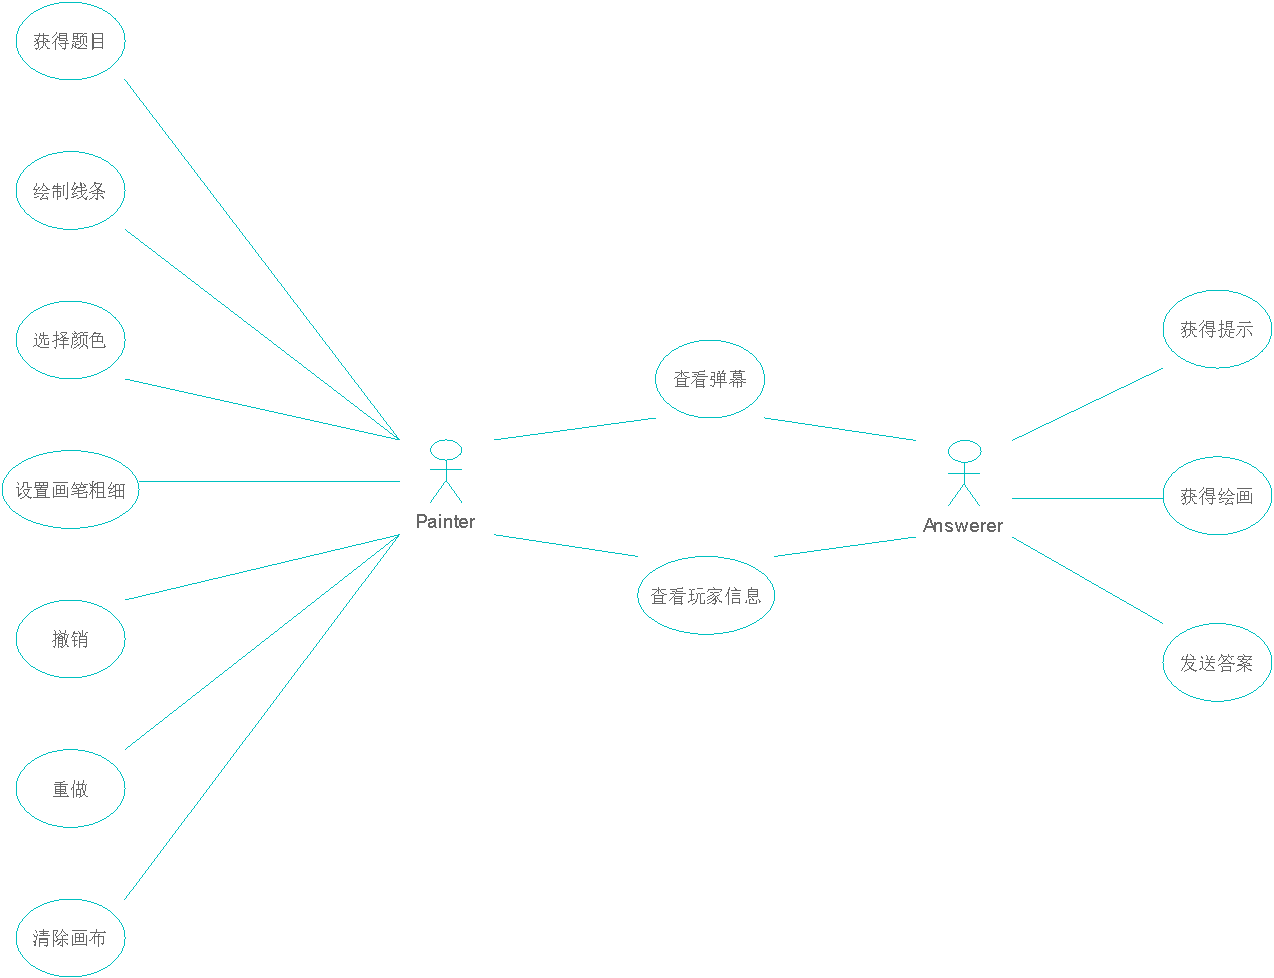 获得题目
绘制线条
选择颜色
设置画笔粗细
撤销
重做
清除画布
Painter
查看弹幕
查看玩家信息
Answerer
获得提示
获得绘画
发送答案